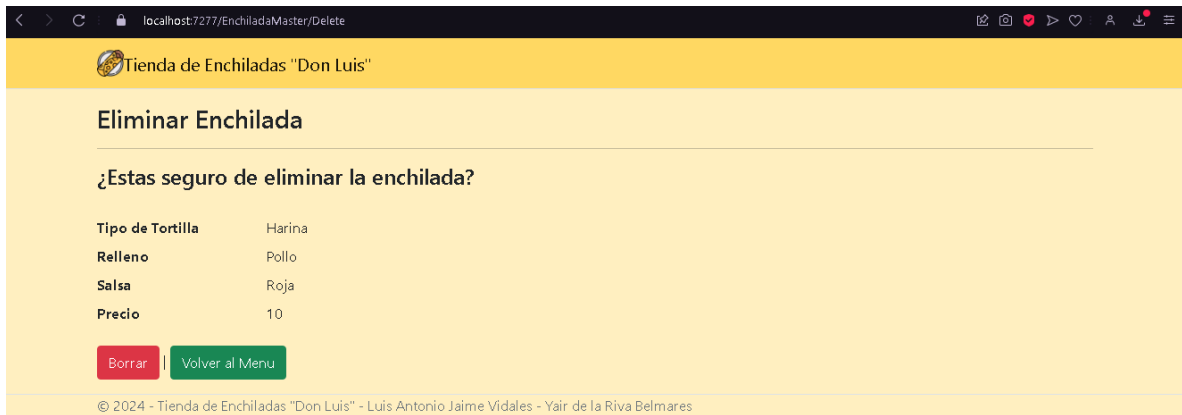 localhost:7277/EnchiladaMaster/Delete
Tienda de Enchiladas "Don Luis"
Eliminar Enchilada
¿Estas seguro de eliminar la enchilada?
Tipo de Tortilla Harina
Relleno Pollo
Salsa Roja
Precio 10
Borrar | Volver al Menu
© 2024 - Tienda de Enchiladas "Don Luis" - Luis Antonio Jaime Vidales - Yair de la Riva Belmares